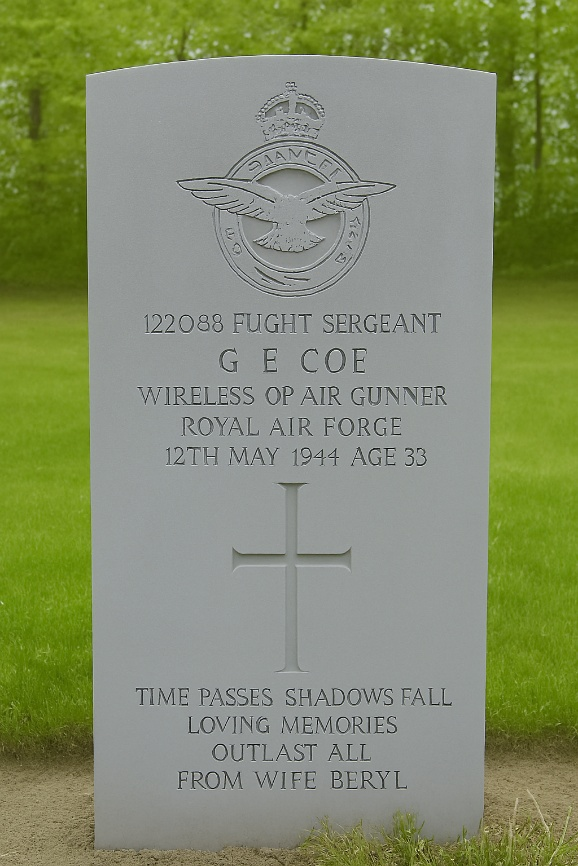 122088 FUGHT SERGEANT
G E COE
WIRELESS OP AIR GUNNER
ROYAL AIR FORGE
12TH MAY 1944 AGE 33
TIME PASSES SHADOWS FALL
LOVING MEMORIES
OUTLAST ALL
FROM WIFE BERYL